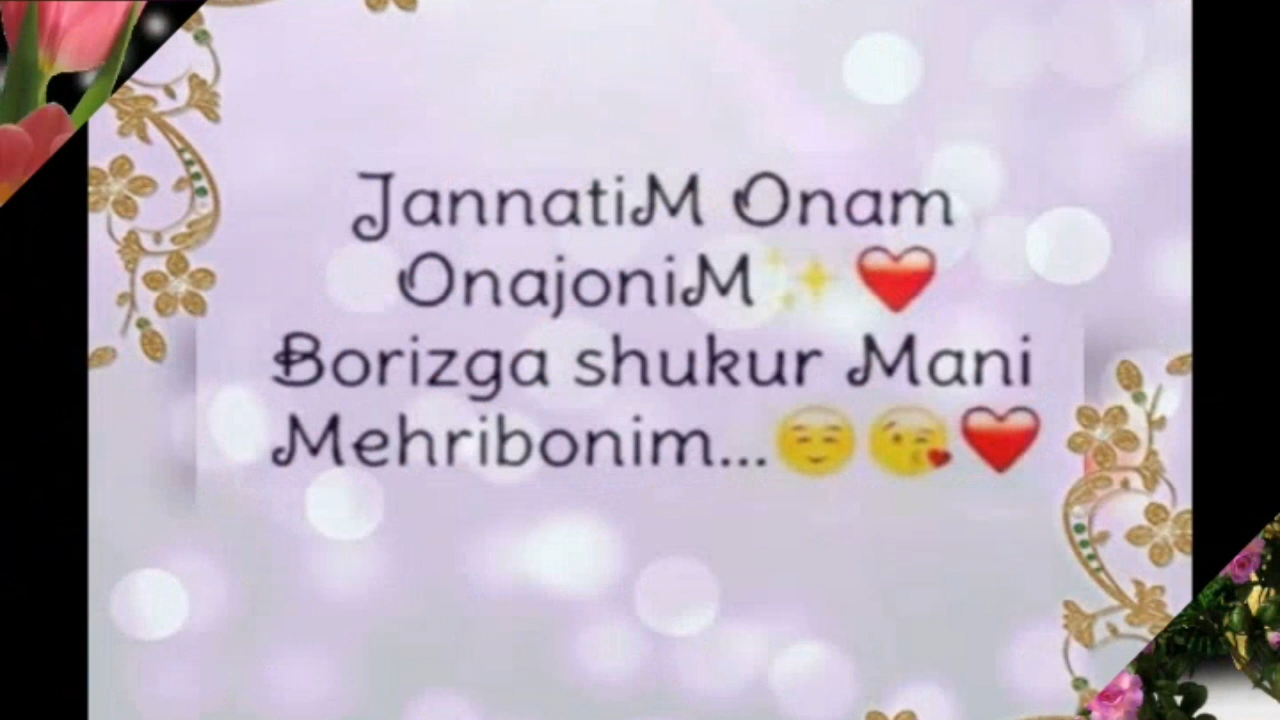 JannatiM Onam
OnajoniM✨❤️
Borizga shukur Mani
Mehribonim...☺️😘❤️